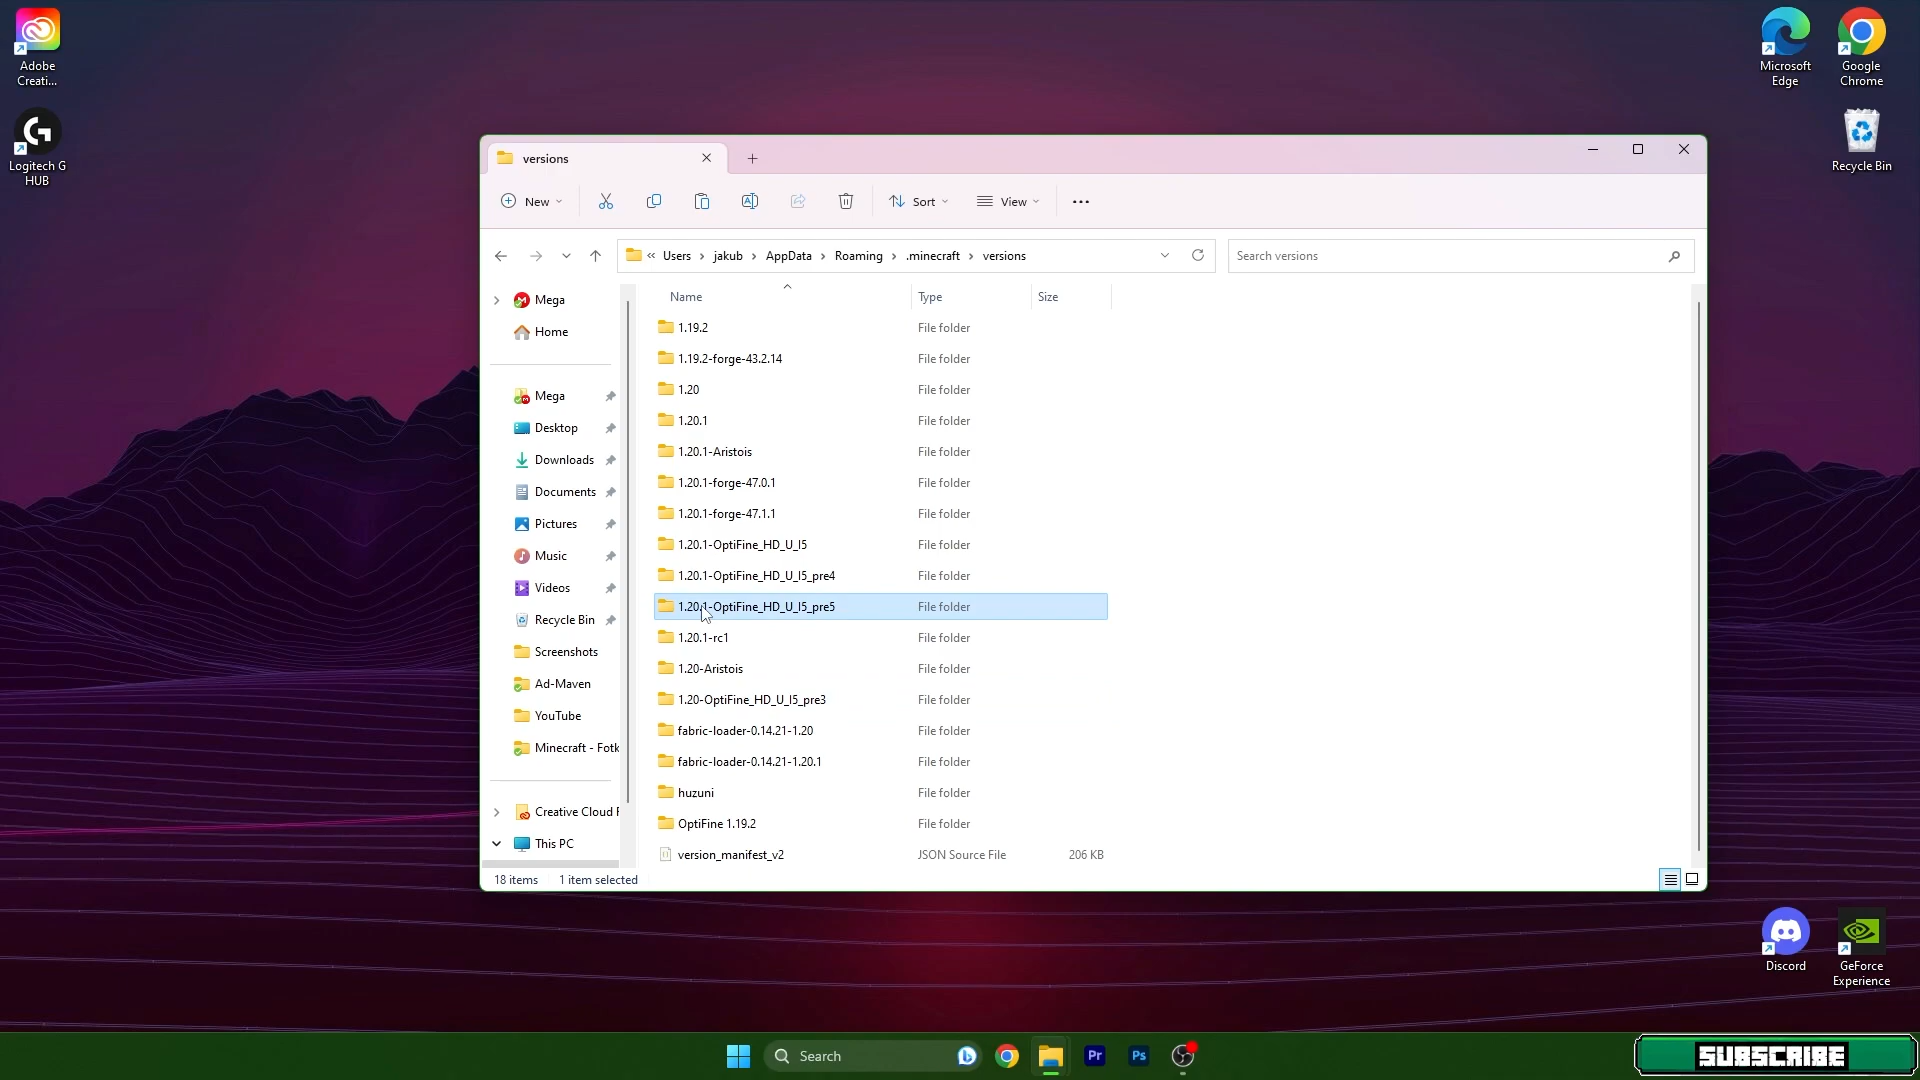 Adobe
Creati...
Logitech G
HUB
Microsoft
Edge
Google
Chrome
Recycle Bin
versions
New
Sort
View
Users
jakub
AppData
Roaming
.minecraft
versions
Search versions
Mega
Home
Mega
Desktop
Downloads
Documents
Pictures
Music
Videos
Recycle Bin
Screenshots
Ad-Maven
YouTube
Minecraft - Fotk
Creative Cloud F
This PC
Name Type Size
1.19.2 File folder
1.19.2-forge-43.2.14 File folder
1.20 File folder
1.20.1 File folder
1.20.1-Aristois File folder
1.20.1-forge-47.0.1 File folder
1.20.1-forge-47.1.1 File folder
1.20.1-OptiFine_HD_U_I5 File folder
1.20.1-OptiFine_HD_U_I5_pre4 File folder
1.20.1-OptiFine_HD_U_I5_pre5 File folder
1.20.1-rc1 File folder
1.20-Aristois File folder
1.20-OptiFine_HD_U_I5_pre3 File folder
fabric-loader-0.14.21-1.20 File folder
fabric-loader-0.14.21-1.20.1 File folder
huzuni File folder
OptiFine 1.19.2 File folder
version_manifest_v2 JSON Source File 206 KB
18 items 1 item selected
Discord
GeForce
Experience
Search
Pr
Ps
SUBSCRIBE